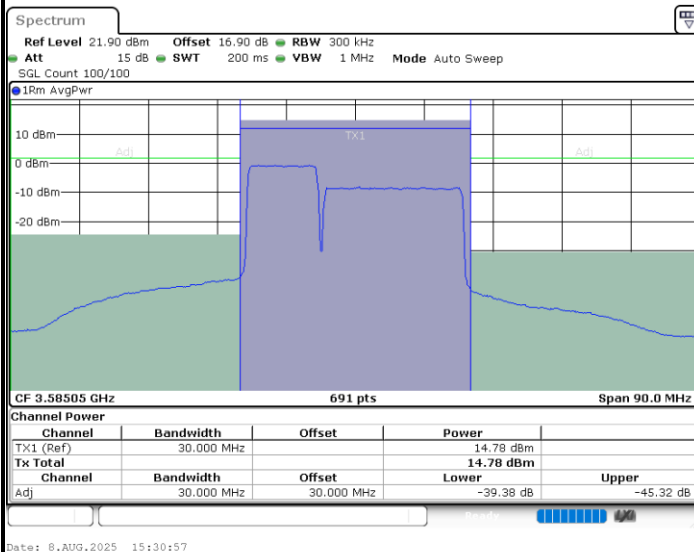 Spectrum
Ref Level 21.90 dBm Offset 16.90 dB RBW 300 kHz
Att 15 dB SWT 200 ms VBW 1 MHz Mode Auto Sweep
SGL Count 100/100
1Rm AvgPwr
10 dBm
TX1
Adj Adj
0 dBm
-10 dBm
-20 dBm
CF 3.58505 GHz 691 pts Span 90.0 MHz
Channel Power
Channel Bandwidth Offset Power
TX1 (Ref) 30.000 MHz 14.78 dBm
Tx Total 14.78 dBm
Channel Bandwidth Offset Lower Upper
Adj 30.000 MHz 30.000 MHz -39.38 dB -45.32 dB
Ready
Date: 8.AUG.2025 15:30:57